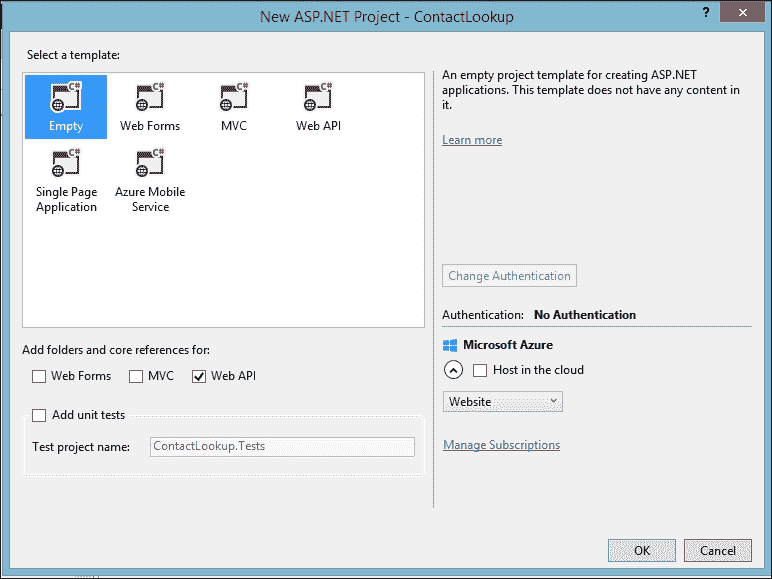 New ASP.NET Project - ContactLookup
?
Select a template:
C#
Empty
C#
Web Forms
C#
MVC
C#
Web API
C#
Single Page
Application
C#
Azure Mobile
Service
An empty project template for creating ASP.NET
applications. This template does not have any content in
it.
Learn more
Change Authentication
Authentication: No Authentication
Microsoft Azure
Host in the cloud
Website
Manage Subscriptions
Add folders and core references for:
Web Forms MVC Web API
Add unit tests
Test project name: ContactLookup.Tests
OK Cancel